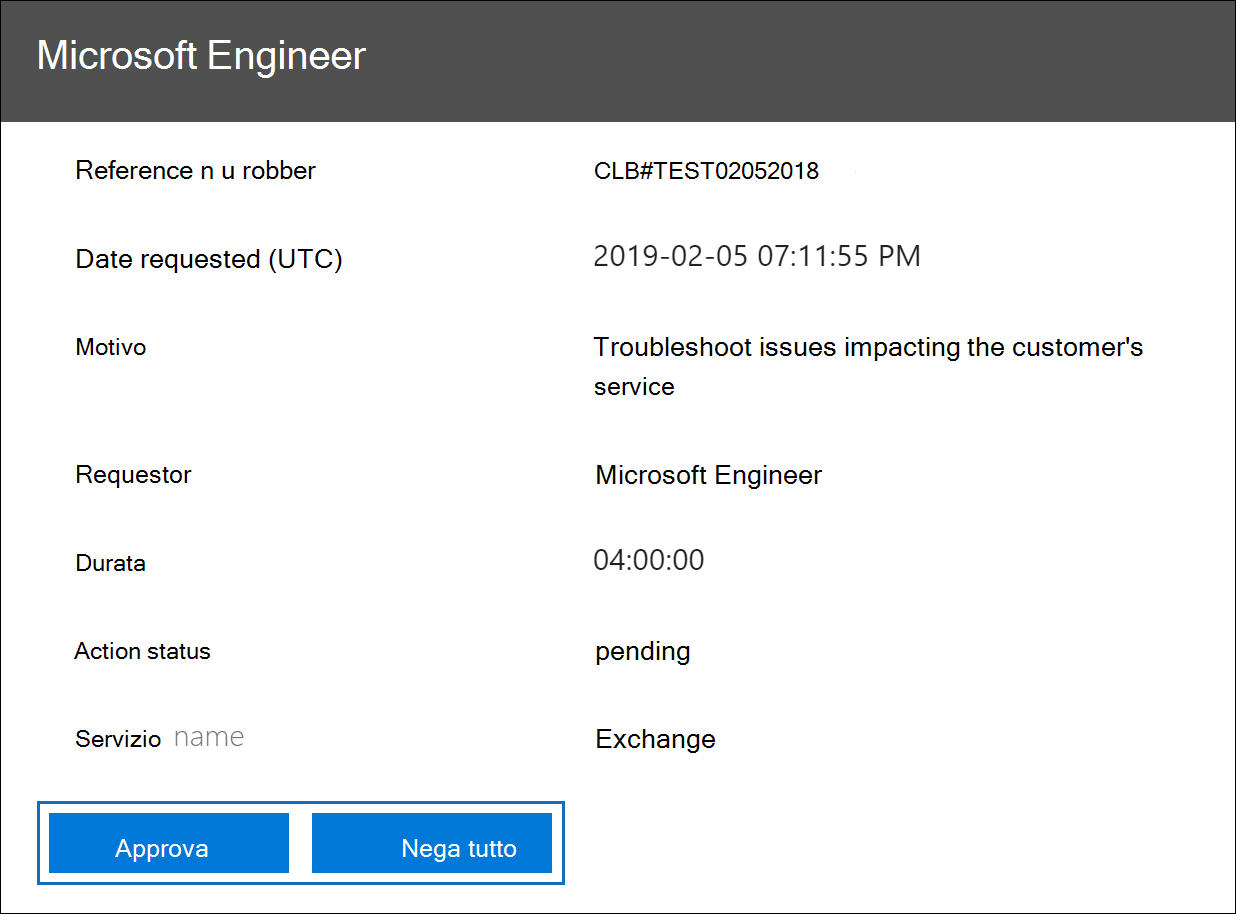 Microsoft Engineer
Reference n u robber CLB#TEST02052018
Date requested (UTC) 2019-02-05 07:11:55 PM
Motivo Troubleshoot issues impacting the customer's
service
Requestor Microsoft Engineer
Durata 04:00:00
Action status pending
Servizio name Exchange
Approva Nega tutto